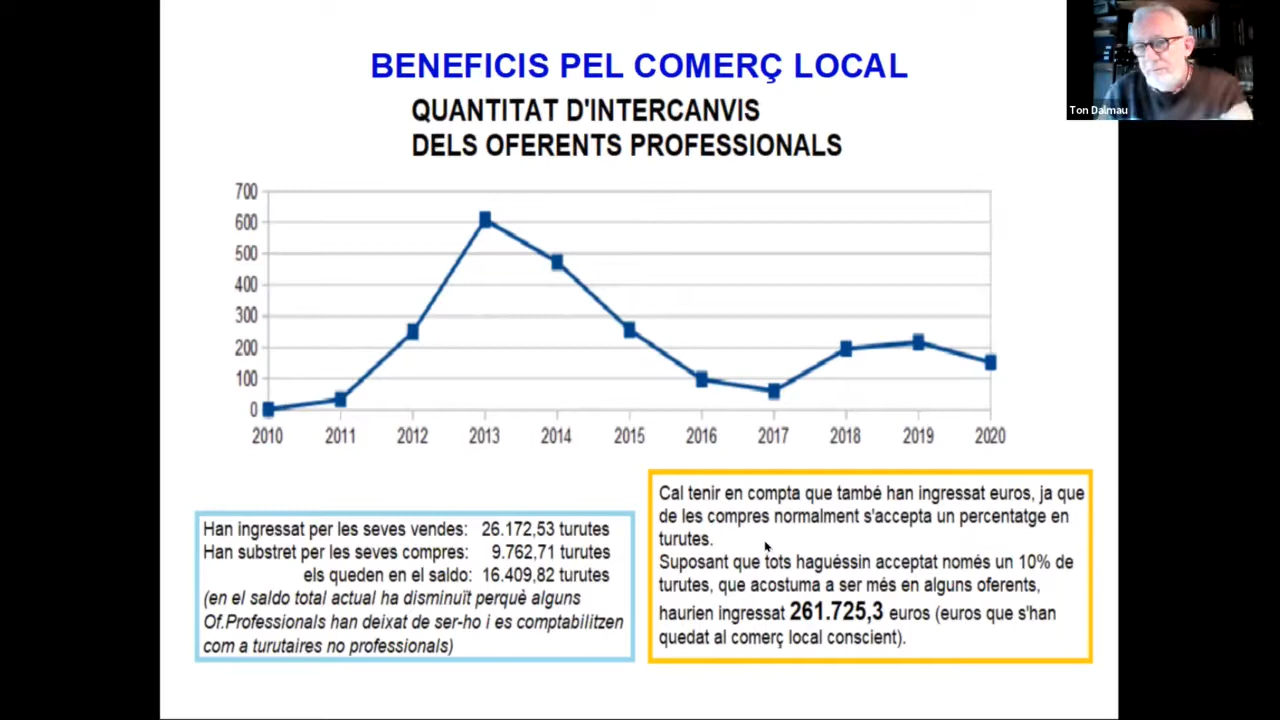 BENEFICIS PEL COMERÇ LOCAL
QUANTITAT D'INTERCANVIS
DELS OFERENTS PROFESSIONALS
Ton Dalmau
700
600
500
400
300
200
100
0
2010 2011 2012 2013 2014 2015 2016 2017 2018 2019 2020
Han ingressat per les seves vendes: 26.172,53 turutes
Han substret per les seves compres: 9.762,71 turutes
els queden en el saldo: 16.409,82 turutes
(en el saldo total actual ha disminuït perquè alguns
Of.Professionals han deixat de ser-ho i es comptabilitzen
com a turutaires no professionals)
Cal tenir en compta que també han ingressat euros, ja que
de les compres normalment s'accepta un percentatge en
turutes.
Suposant que tots haguéssin acceptat només un 10% de
turutes, que acostuma a ser més en alguns oferents,
haurien ingressat 261.725,3 euros (euros que s'han
quedat al comerç local conscient).